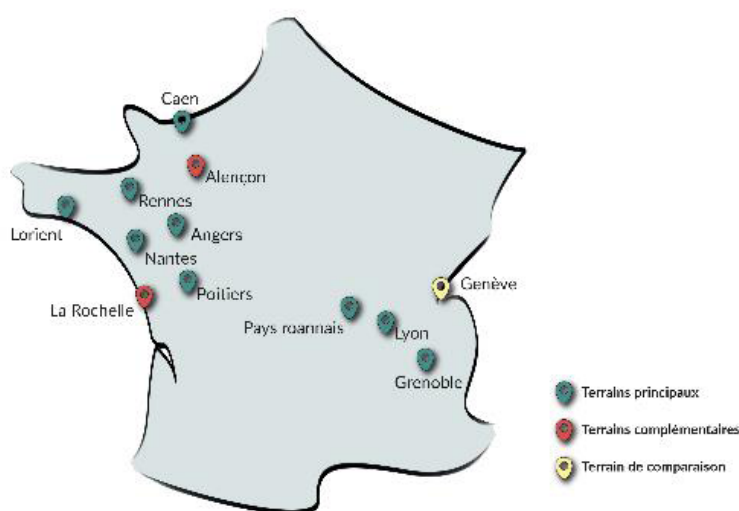 Caen
Alençon
Rennes
Lorient
Angers
Nantes
Poitiers
La Rochelle
Genève
Pays roannais
Lyon
Grenoble
Terrains principaux
Terrains complémentaires
Terrain de comparaison